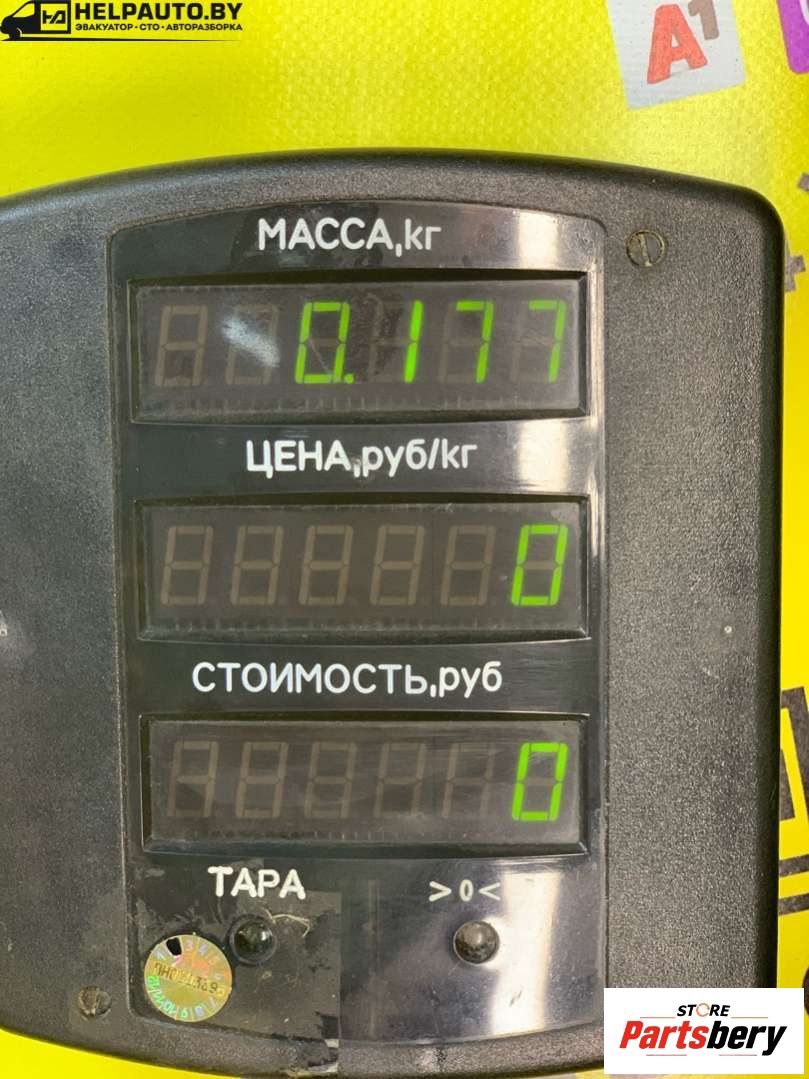 HELPAUTO.BY
ЭВАКУАТОР • СТО • АВТОРАЗБОРКА
A1
МАССА,кг
0.177
ЦЕНА,руб/кг
0
СТОИМОСТЬ,руб
0
ТАРА
>0<
STORE
Partsbery